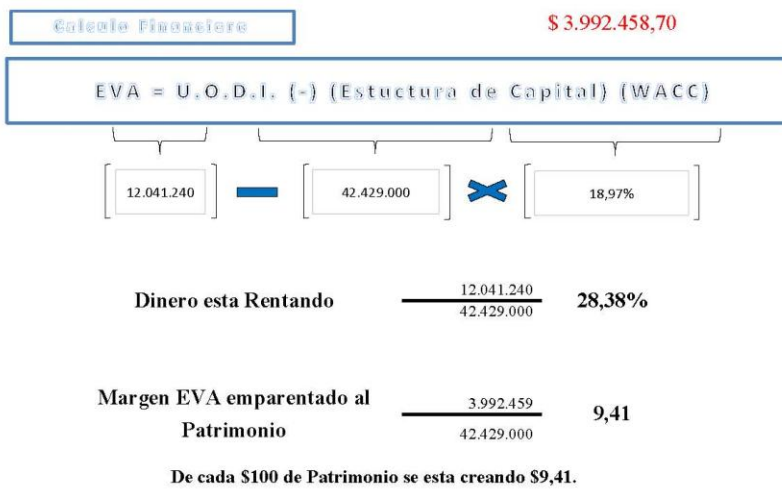 Calculo Financiero
$ 3.992.458,70
EVA = U.O.D.I. (-) (Estuctura de Capital) (WACC)
12.041.240
42.429.000
18,97%
Dinero esta Rentando
12.041.240
42.429.000
28,38%
Margen EVA emparentado al
Patrimonio
3.992.459
42.429.000
9,41
De cada $100 de Patrimonio se esta creando $9,41.